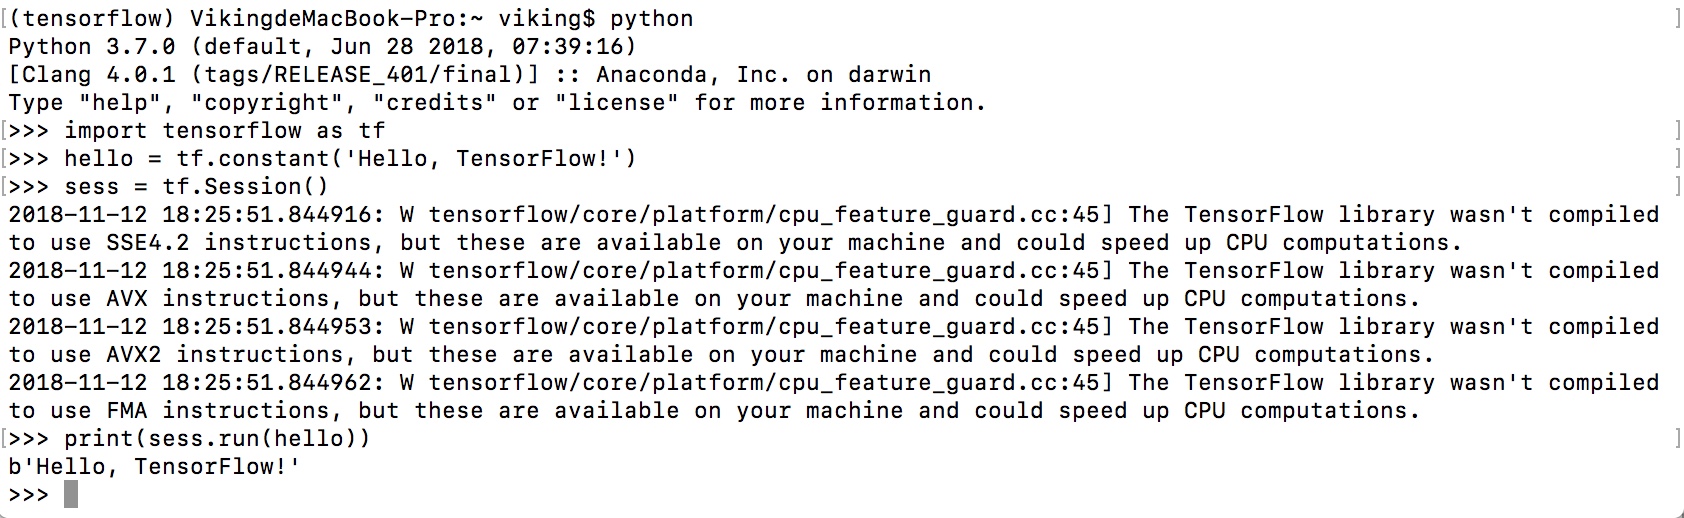 [(tensorflow) VikingdeMacBook-Pro:~ viking$ python ]
Python 3.7.0 (default, Jun 28 2018, 07:39:16)
[Clang 4.0.1 (tags/RELEASE_401/final)] :: Anaconda, Inc. on darwin
Type "help", "copyright", "credits" or "license" for more information.
[>>> import tensorflow as tf ]
[>>> hello = tf.constant('Hello, TensorFlow!') ]
[>>> sess = tf.Session() ]
2018-11-12 18:25:51.844916: W tensorflow/core/platform/cpu_feature_guard.cc:45] The TensorFlow library wasn't compiled
to use SSE4.2 instructions, but these are available on your machine and could speed up CPU computations.
2018-11-12 18:25:51.844944: W tensorflow/core/platform/cpu_feature_guard.cc:45] The TensorFlow library wasn't compiled
to use AVX instructions, but these are available on your machine and could speed up CPU computations.
2018-11-12 18:25:51.844953: W tensorflow/core/platform/cpu_feature_guard.cc:45] The TensorFlow library wasn't compiled
to use AVX2 instructions, but these are available on your machine and could speed up CPU computations.
2018-11-12 18:25:51.844962: W tensorflow/core/platform/cpu_feature_guard.cc:45] The TensorFlow library wasn't compiled
to use FMA instructions, but these are available on your machine and could speed up CPU computations.
[>>> print(sess.run(hello)) ]
b'Hello, TensorFlow!'
>>>